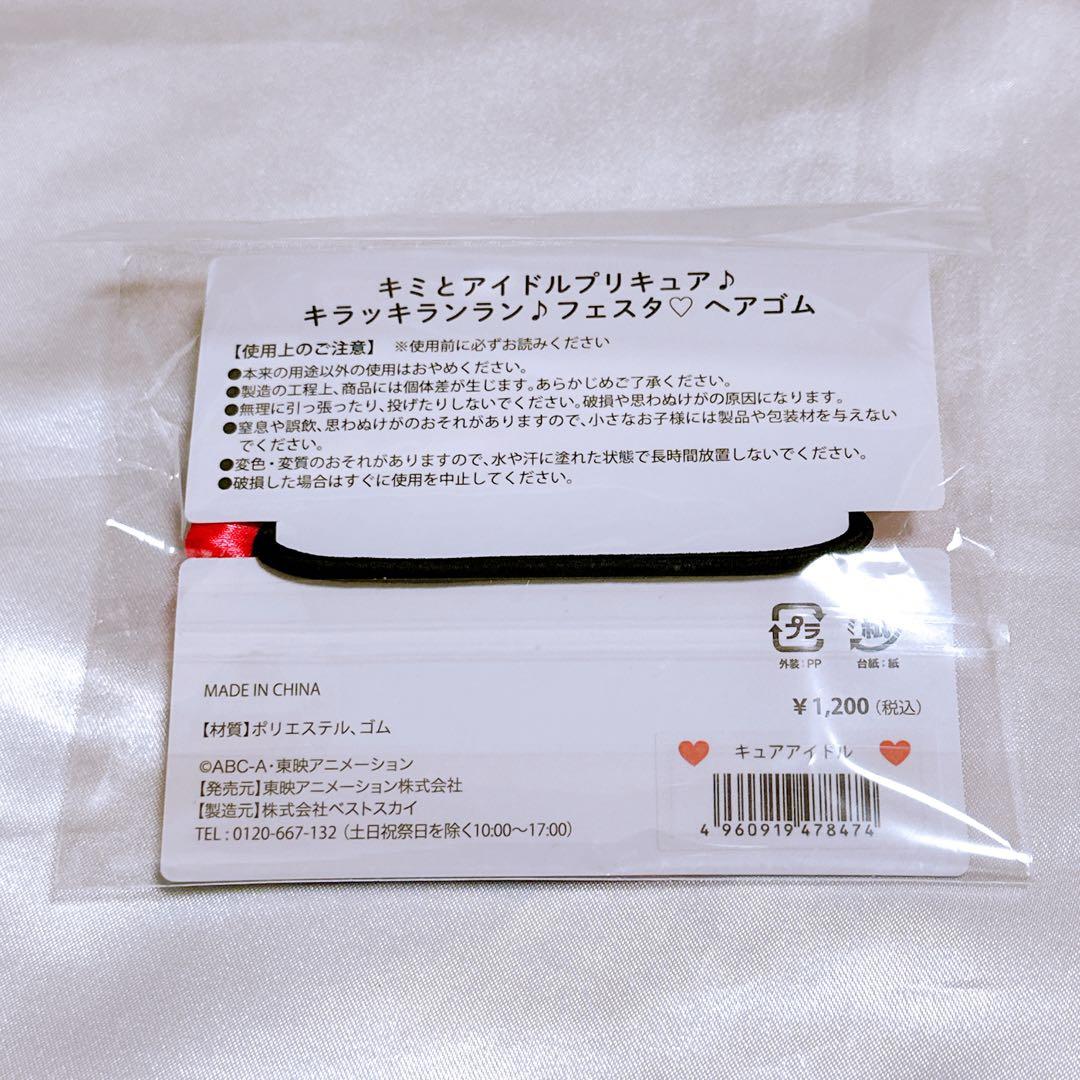 キミとアイドルプリキュア♪
キラッキランラン♪フェスタ♡ ヘアゴム
【使用上のご注意】 ※使用前に必ずお読みください
●本来の用途以外の使用はおやめください。
●製造の工程上、商品には個体差が生じます。あらかじめご了承ください。
●無理に引っ張ったり、投げたりしないでください。破損や思わぬけがの原因になります。
●窒息や誤飲、思わぬけがのおそれがありますので、小さなお子様には製品や包装材を与えない
でください。
●変色・変質のおそれがありますので、水や汗に塗れた状態で長時間放置しないでください。
●破損した場合はすぐに使用を中止してください。
プラ 紙
外装:PP 台紙:紙
MADE IN CHINA
¥1,200(税込)
【材質】ポリエステル、ゴム
♥ キュアアイドル ♥
©ABC-A・東映アニメーション
【発売元】東映アニメーション株式会社
【製造元】株式会社ベストスカイ
TEL:0120-667-132(土日祝祭日を除く10:00〜17:00)
4 960919 478474